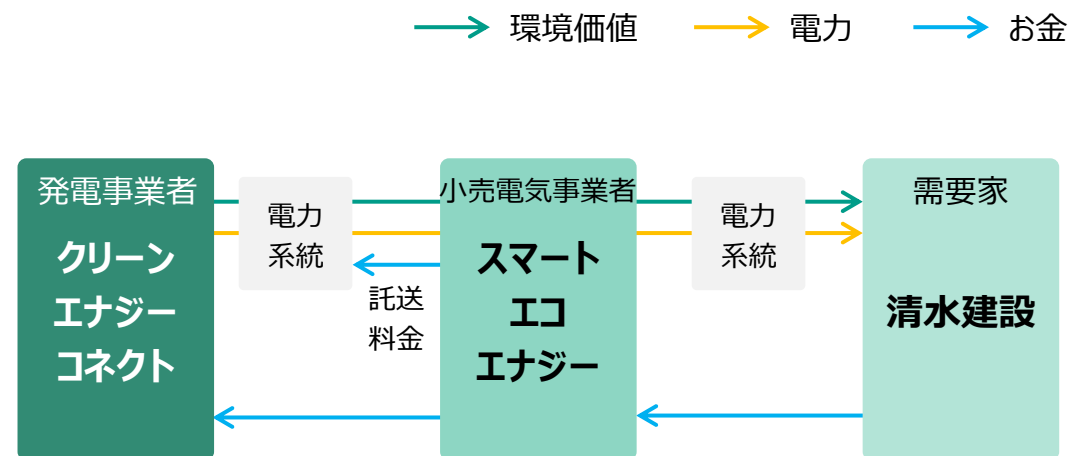 環境価値
電力
お金
発電事業者
クリーン
エナジー
コネクト
電力
系統
託送
料金
小売電気事業者
スマート
エコ
エナジー
電力
系統
需要家
清水建設